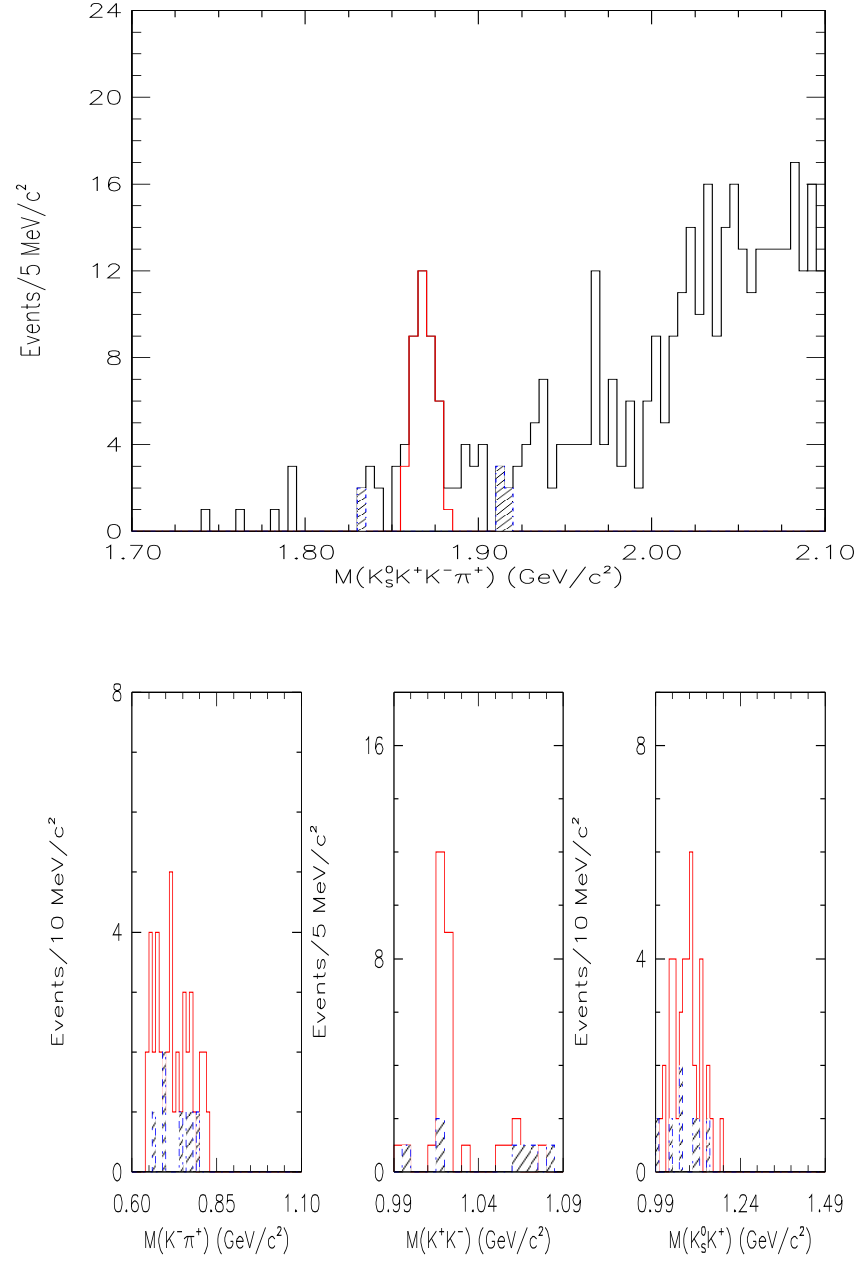 24
20
16
12
8
4
0
Events/5 MeV/c²
1.70 1.80 1.90 2.00 2.10
M(K⁰ₛK⁺K⁻π⁺) (GeV/c²)
8
4
0
Events/10 MeV/c²
0.60 0.85 1.10
M(K⁻π⁺) (GeV/c²)
16
8
0
Events/5 MeV/c²
0.99 1.04 1.09
M(K⁺K⁻) (GeV/c²)
8
4
0
Events/10 MeV/c²
0.99 1.24 1.49
M(K⁰ₛK⁺) (GeV/c²)